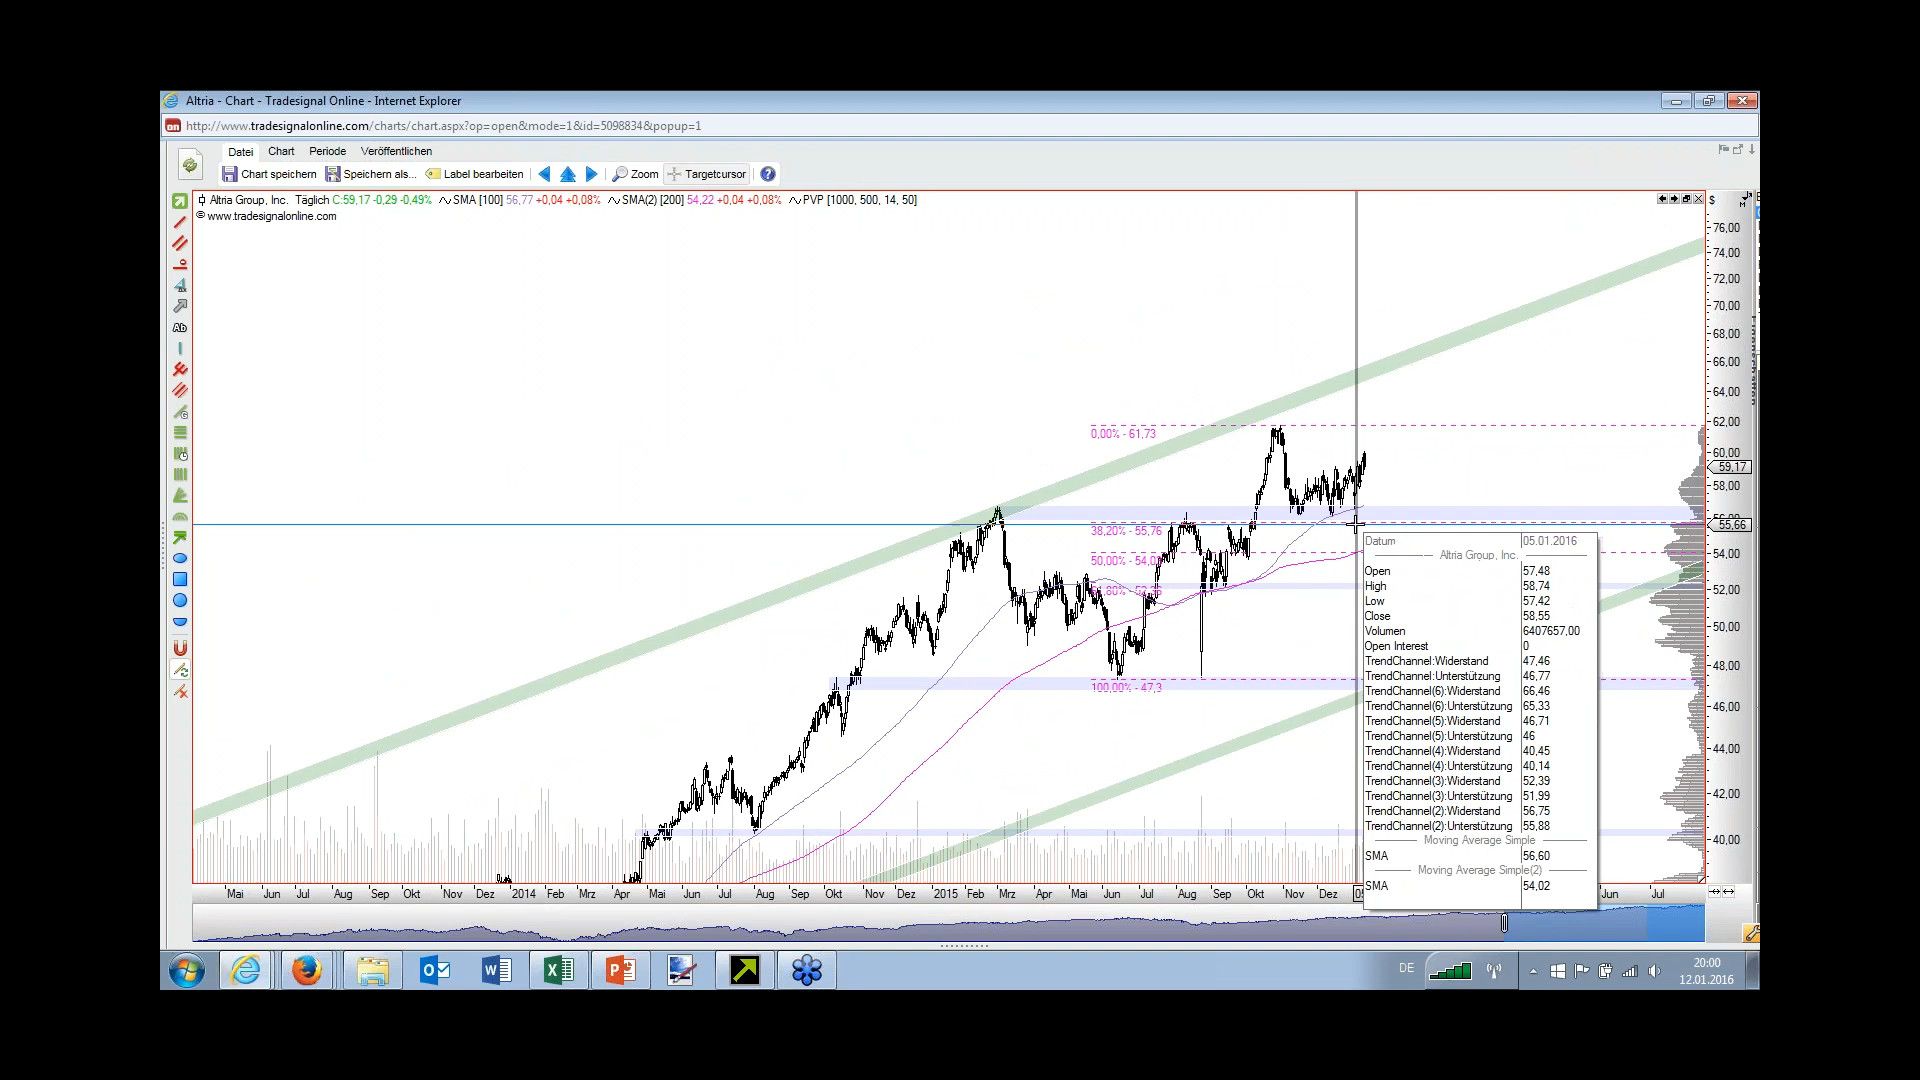 Altria - Chart - Tradesignal Online - Internet Explorer
http://www.tradesignalonline.com/charts/chart.aspx?op=open&mode=1&id=5098834&popup=1
Datei Chart Periode Veröffentlichen
Chart speichern Speichern als... Label bearbeiten Zoom Targetcursor
Altria Group, Inc. Täglich C:59,17 -0,29 -0,49% SMA [100] 56,77 +0,04 +0,08% SMA(2) [200] 54,22 +0,04 +0,08% PVP [1000, 500, 14, 50]
© www.tradesignalonline.com
$
76,00
74,00
72,00
70,00
68,00
66,00
64,00
62,00
60,00
59,17
58,00
55,66
54,00
52,00
50,00
48,00
46,00
44,00
42,00
40,00
Ab
0,00% - 61,73
38,20% - 55,76
50,00% - 54,0
100,00% - 47,3
Datum 05.01.2016
Altria Group, Inc.
Open 57,48
High 58,74
Low 57,42
Close 58,55
Volumen 6407657,00
Open Interest 0
TrendChannel:Widerstand 47,46
TrendChannel:Unterstützung 46,77
TrendChannel(6):Widerstand 66,46
TrendChannel(6):Unterstützung 65,33
TrendChannel(5):Widerstand 46,71
TrendChannel(5):Unterstützung 46
TrendChannel(4):Widerstand 40,45
TrendChannel(4):Unterstützung 40,14
TrendChannel(3):Widerstand 52,39
TrendChannel(3):Unterstützung 51,99
TrendChannel(2):Widerstand 56,75
TrendChannel(2):Unterstützung 55,88
Moving Average Simple
SMA 56,60
Moving Average Simple(2)
SMA 54,02
Mai Jun Jul Aug Sep Okt Nov Dez 2014 Feb Mrz Apr Mai Jun Jul Aug Sep Okt Nov Dez 2015 Feb Mrz Apr Mai Jun Jul Aug Sep Okt Nov Dez Jun Jul
DE
20:00
12.01.2016